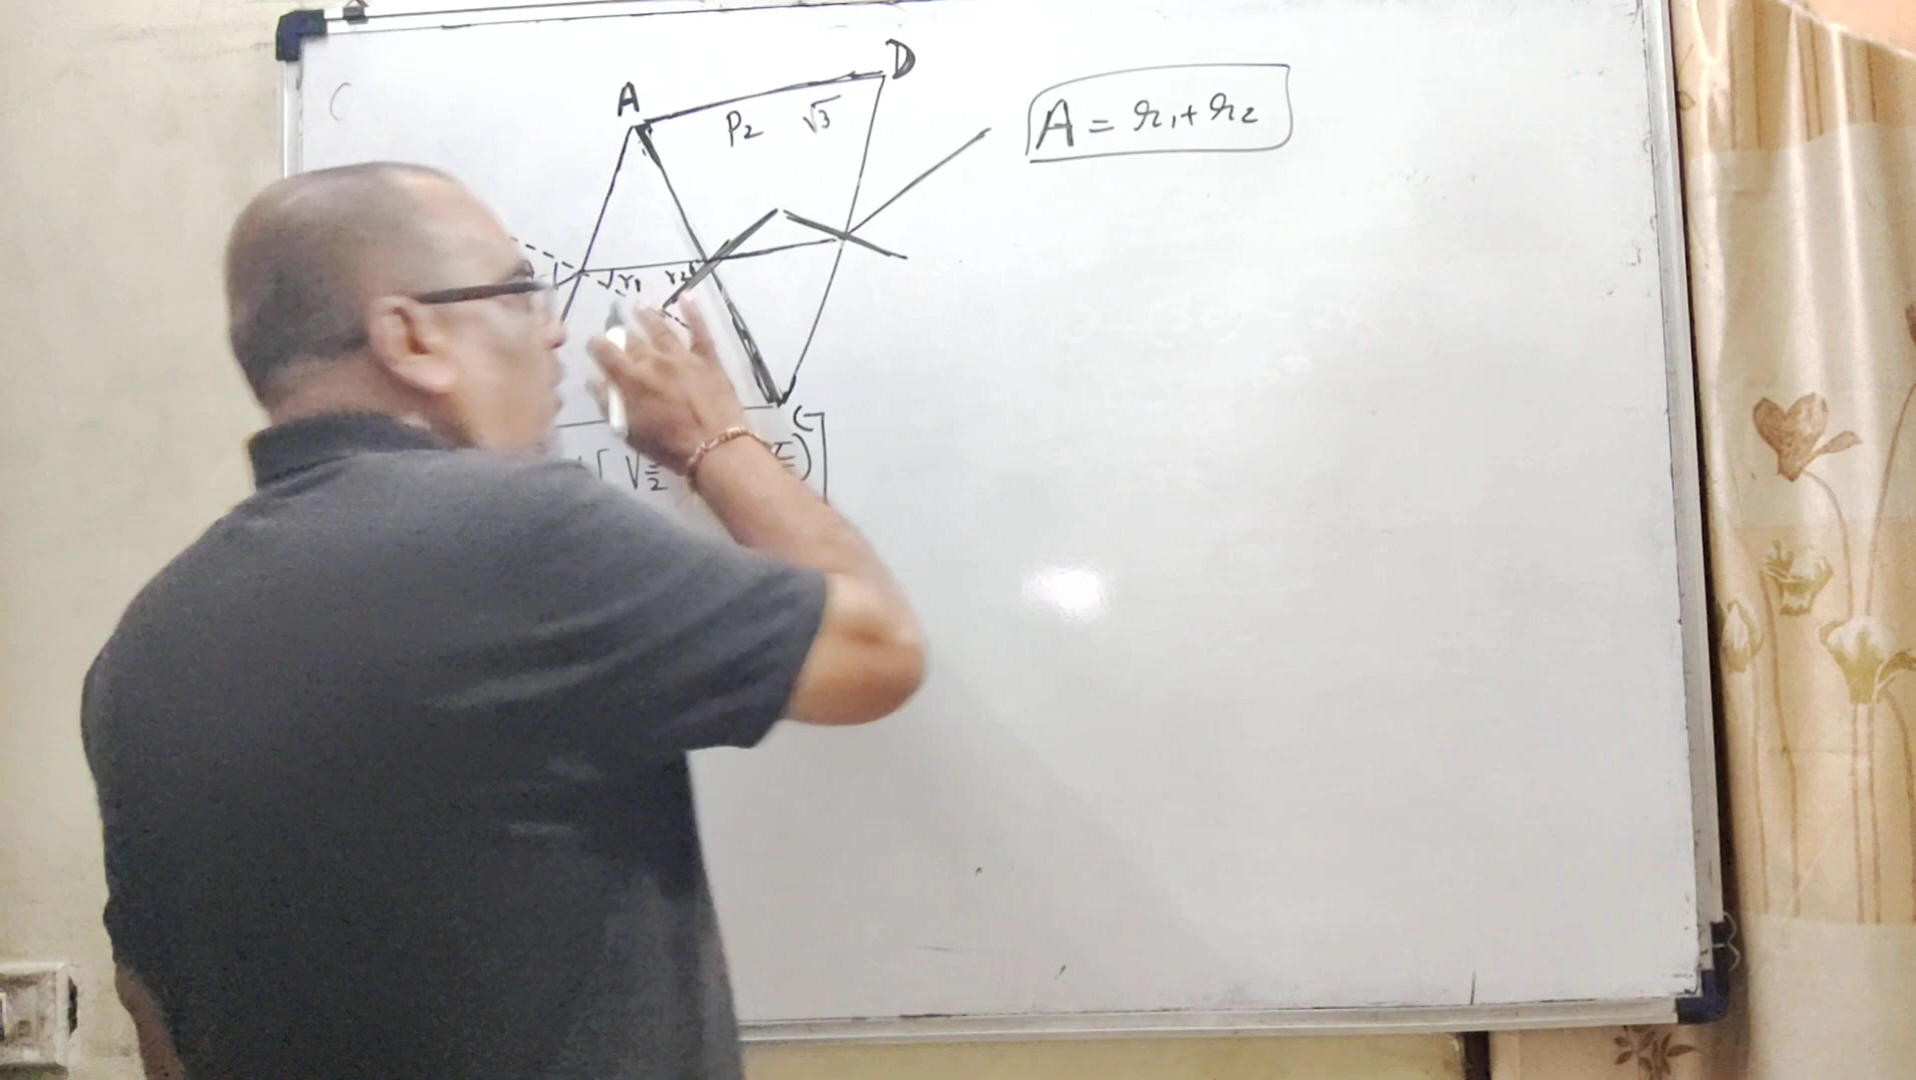 A
D
P₂ √3
A = r₁ + r₂
r₁ r₂
C